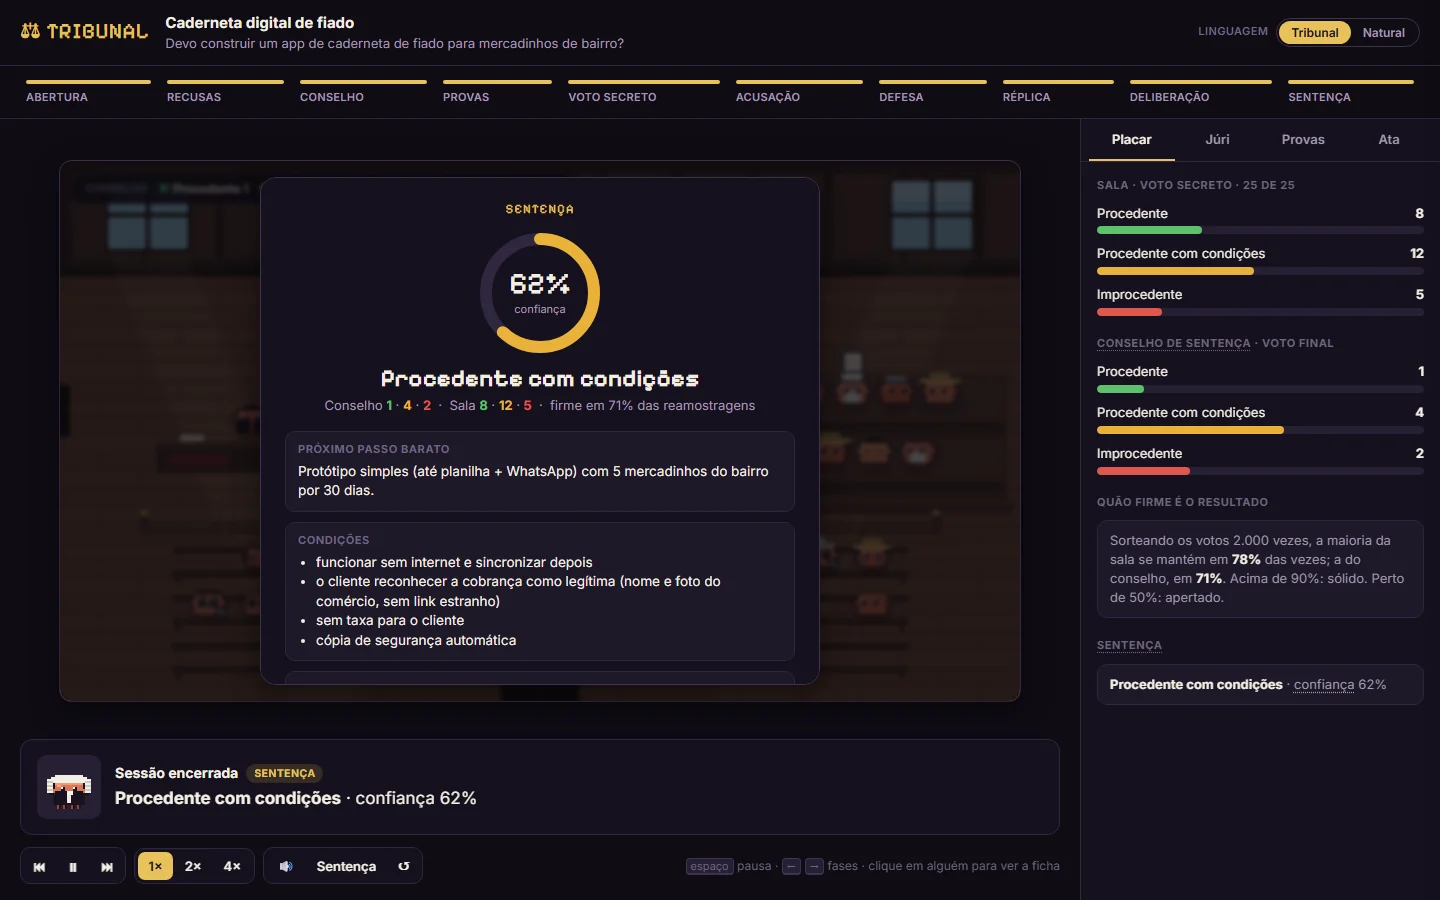 TRIBUNAL
Caderneta digital de fiado
Devo construir um app de caderneta de fiado para mercadinhos de bairro?
LINGUAGEM
Tribunal
Natural
ABERTURA
RECUSAS
CONSELHO
PROVAS
VOTO SECRETO
ACUSAÇÃO
DEFESA
RÉPLICA
DELIBERAÇÃO
SENTENÇA
SENTENÇA
62%
confiança
Procedente com condições
Conselho 1 · 4 · 2 · Sala 8 · 12 · 5 · firme em 71% das reamostragens
PRÓXIMO PASSO BARATO
Protótipo simples (até planilha + WhatsApp) com 5 mercadinhos do bairro
por 30 dias.
CONDIÇÕES
• funcionar sem internet e sincronizar depois
• o cliente reconhecer a cobrança como legítima (nome e foto do
comércio, sem link estranho)
• sem taxa para o cliente
• cópia de segurança automática
Sessão encerrada SENTENÇA
Procedente com condições · confiança 62%
1×
2×
4×
Sentença
espaço pausa · ← → fases · clique em alguém para ver a ficha
Placar
Júri
Provas
Ata
SALA · VOTO SECRETO · 25 DE 25
Procedente 8
Procedente com condições 12
Improcedente 5
CONSELHO DE SENTENÇA · VOTO FINAL
Procedente 1
Procedente com condições 4
Improcedente 2
QUÃO FIRME É O RESULTADO
Sorteando os votos 2.000 vezes, a maioria da
sala se mantém em 78% das vezes; a do
conselho, em 71%. Acima de 90%: sólido. Perto
de 50%: apertado.
SENTENÇA
Procedente com condições · confiança 62%